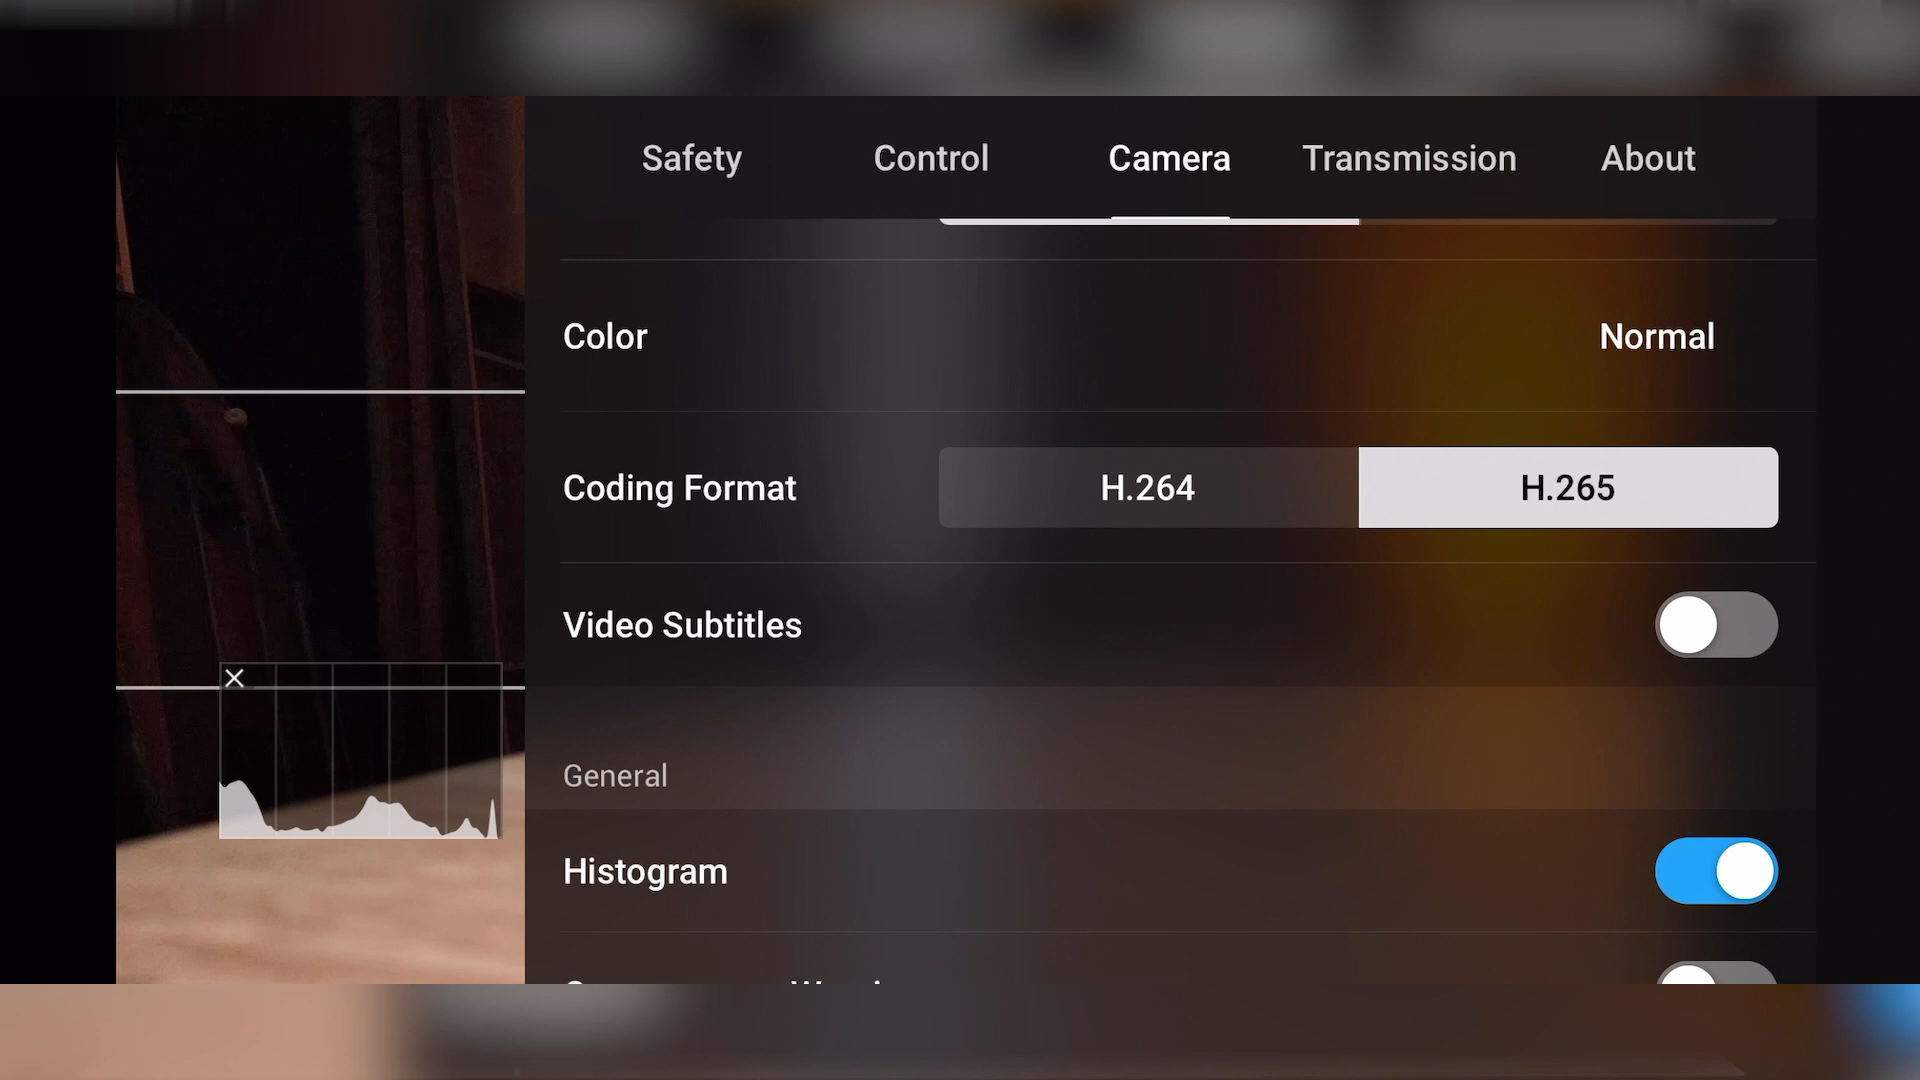 Safety Control Camera Transmission About
Color Normal
Coding Format H.264 H.265
Video Subtitles
General
Histogram